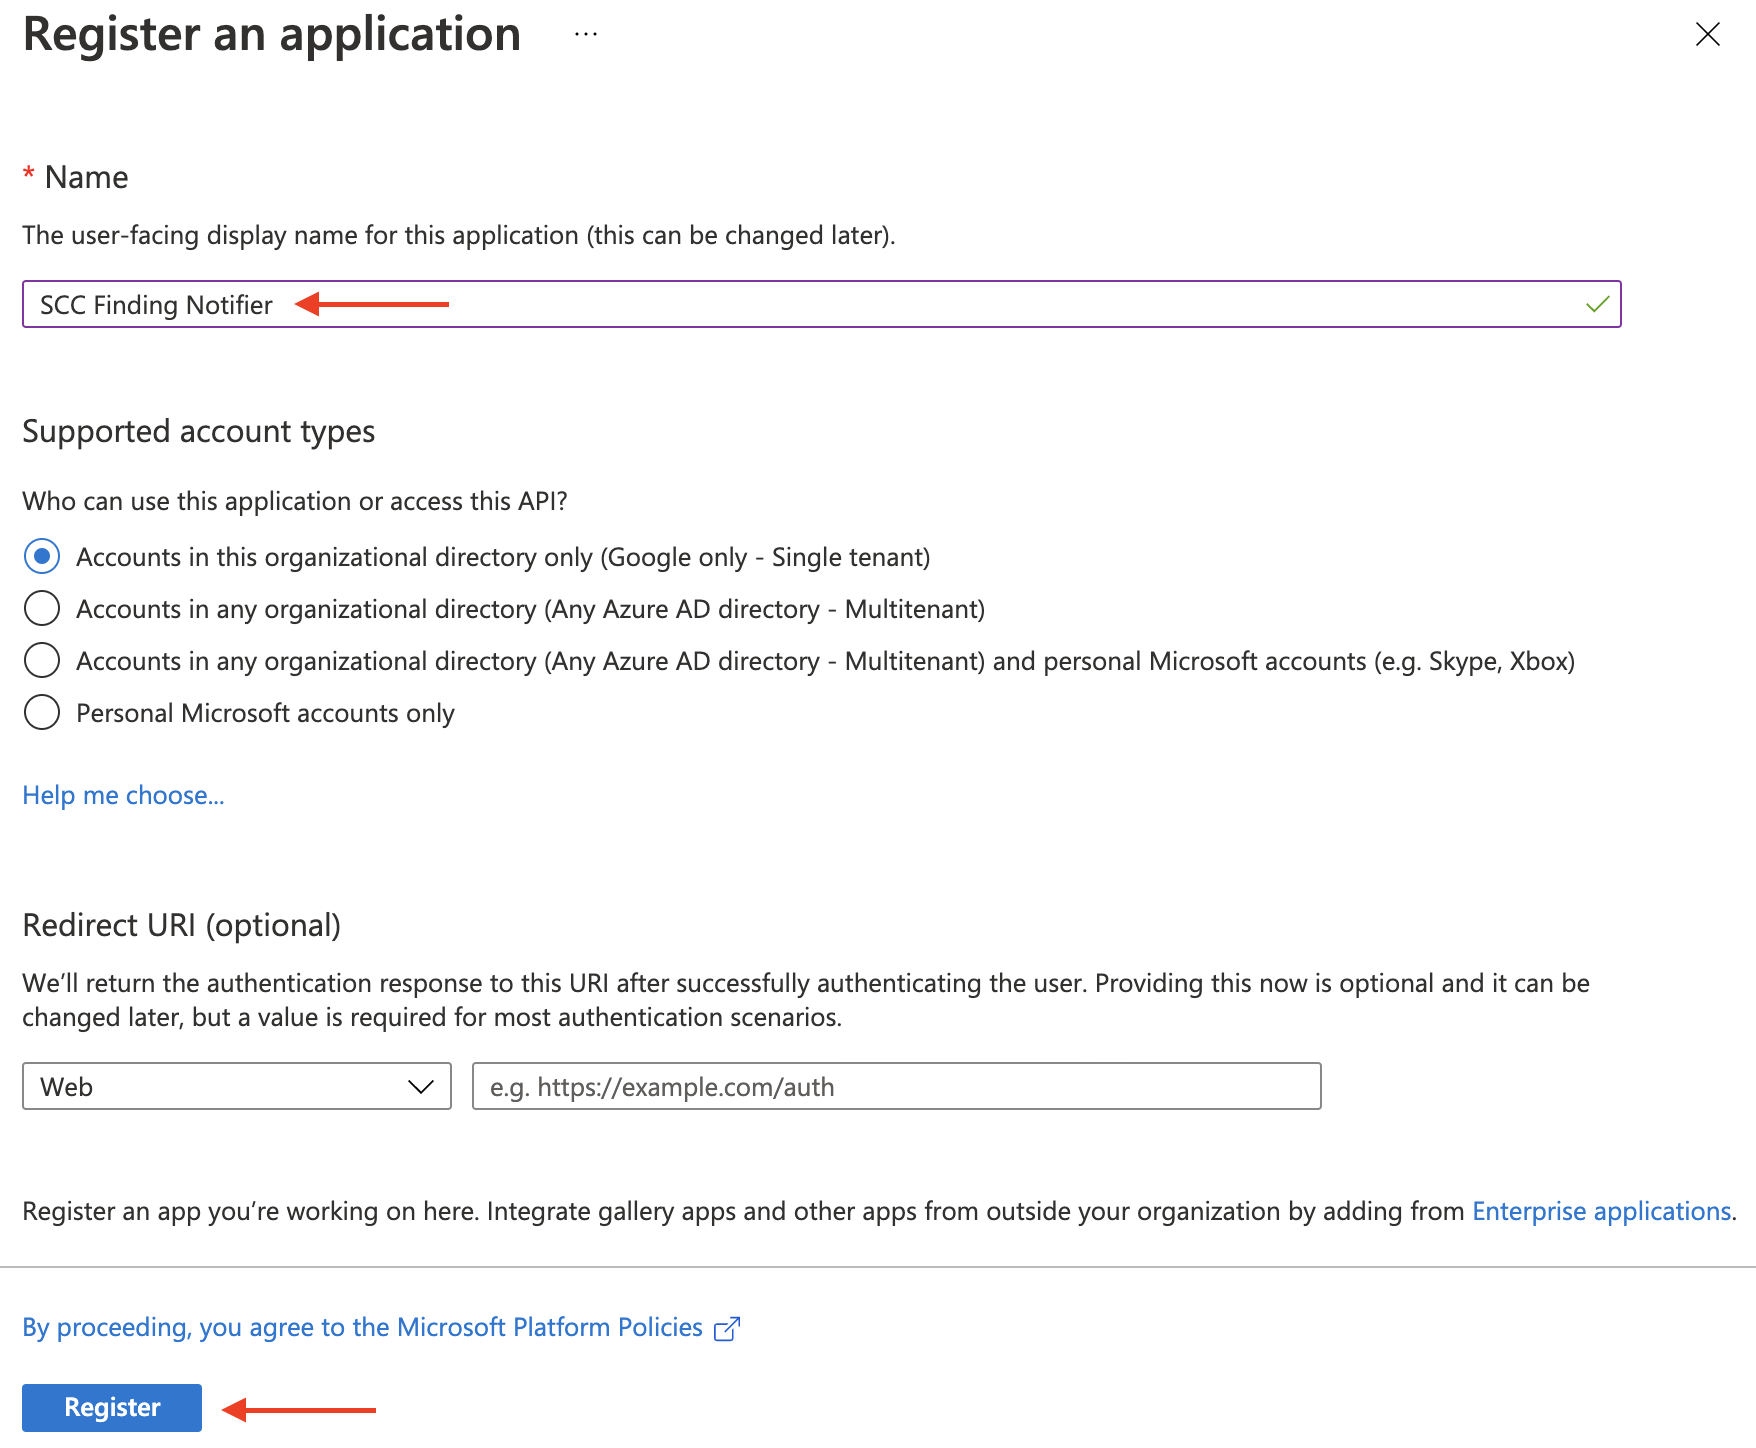 Register an application ...
* Name
The user-facing display name for this application (this can be changed later).
SCC Finding Notifier
Supported account types
Who can use this application or access this API?
Accounts in this organizational directory only (Google only - Single tenant)
Accounts in any organizational directory (Any Azure AD directory - Multitenant)
Accounts in any organizational directory (Any Azure AD directory - Multitenant) and personal Microsoft accounts (e.g. Skype, Xbox)
Personal Microsoft accounts only
Help me choose...
Redirect URI (optional)
We’ll return the authentication response to this URI after successfully authenticating the user. Providing this now is optional and it can be
changed later, but a value is required for most authentication scenarios.
Web
e.g. https://example.com/auth
Register an app you’re working on here. Integrate gallery apps and other apps from outside your organization by adding from Enterprise applications.
By proceeding, you agree to the Microsoft Platform Policies
Register